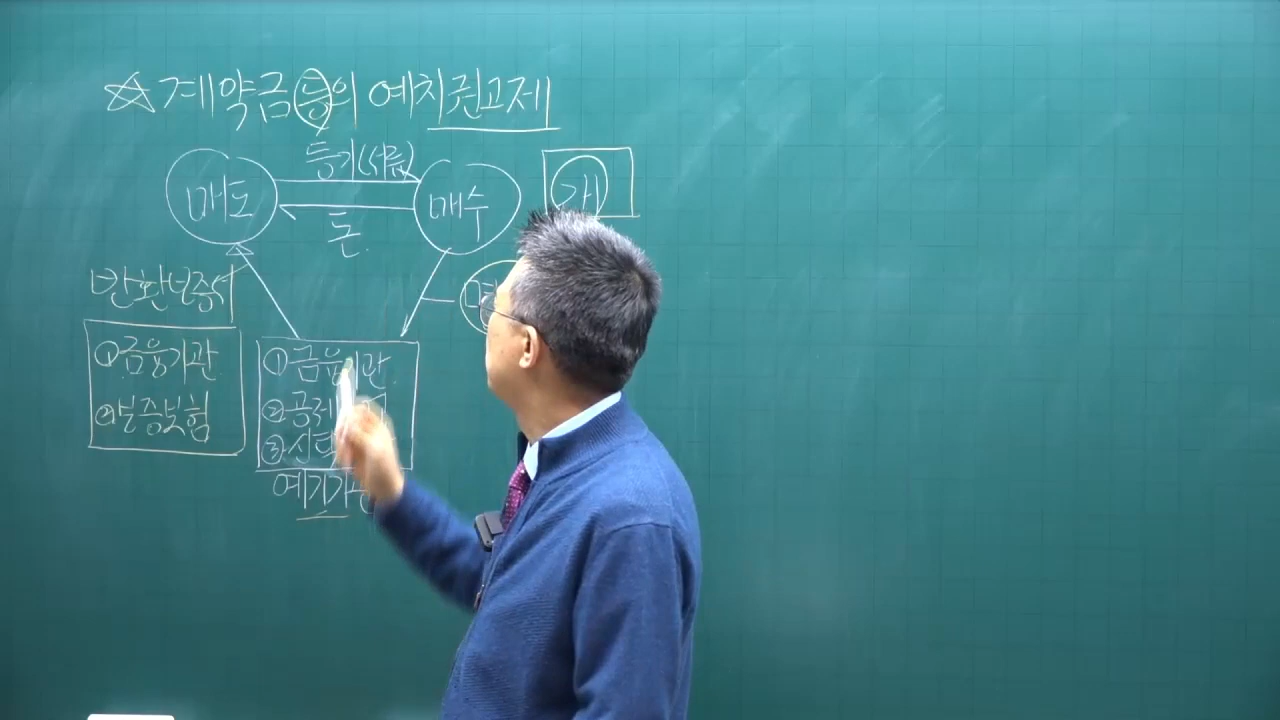 ☆ 계약금 등의 예치권고제
등기(서류)
매도
매수
개
돈
반환보증서
①금융기관
②보증보험
①금융기관
②공제
③신탁
예치기관